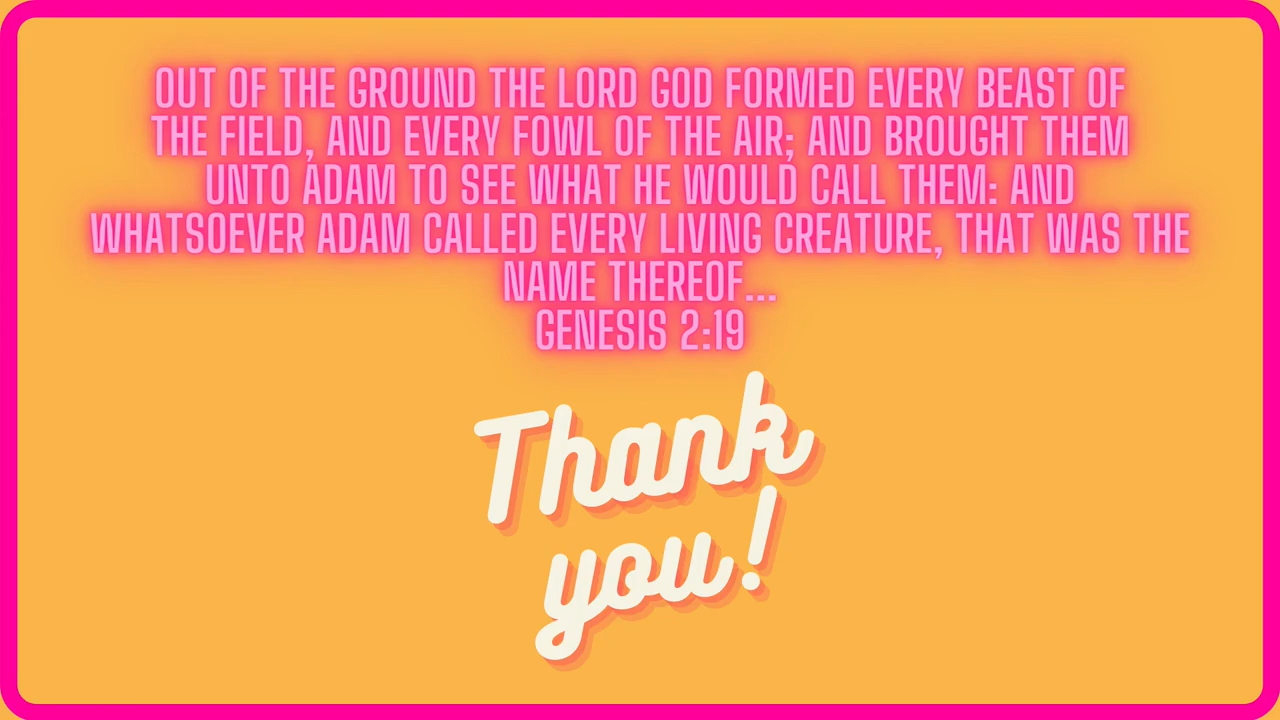 OUT OF THE GROUND THE LORD GOD FORMED EVERY BEAST OF
THE FIELD, AND EVERY FOWL OF THE AIR; AND BROUGHT THEM
UNTO ADAM TO SEE WHAT HE WOULD CALL THEM: AND
WHATSOEVER ADAM CALLED EVERY LIVING CREATURE, THAT WAS THE
NAME THEREOF...
GENESIS 2:19
Thank
you!